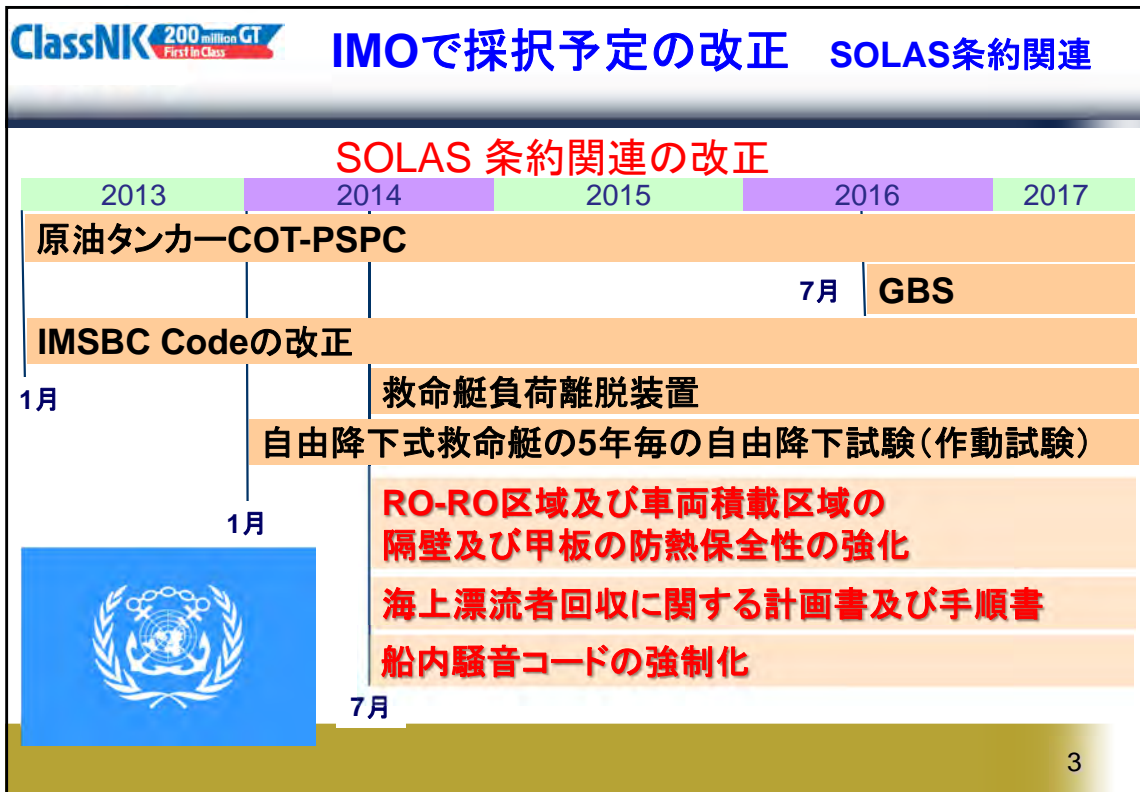 ClassNK 200 million GT
First in Class
IMOで採択予定の改正 SOLAS条約関連
SOLAS 条約関連の改正
2013 2014 2015 2016 2017
原油タンカーCOT-PSPC
7月 GBS
IMSBC Codeの改正
1月
救命艇負荷離脱装置
自由降下式救命艇の5年毎の自由降下試験(作動試験)
1月
RO-RO区域及び車両積載区域の
隔壁及び甲板の防熱保全性の強化
海上漂流者回収に関する計画書及び手順書
船内騒音コードの強制化
7月
3